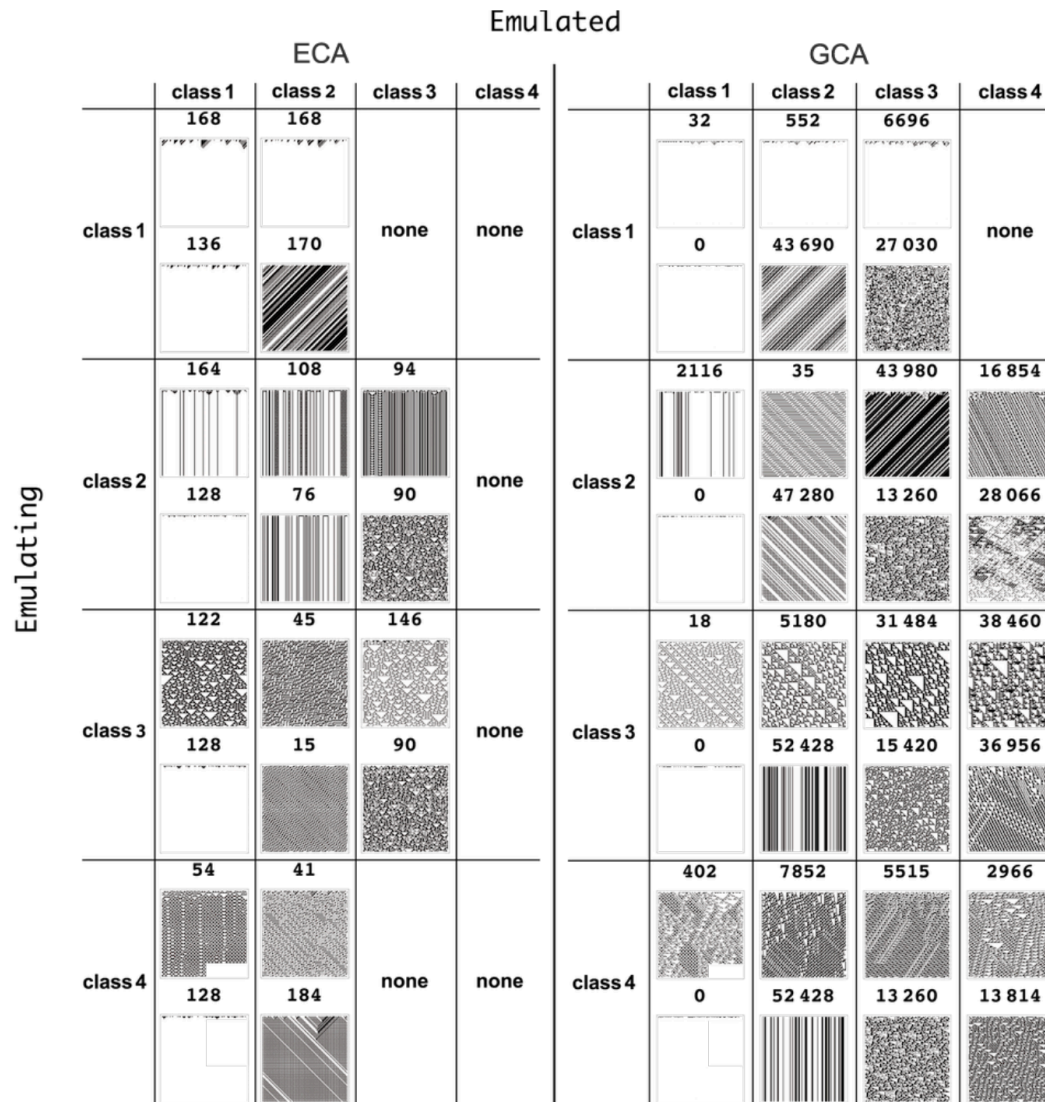 Emulated
ECA GCA
class 1 class 2 class 3 class 4 class 1 class 2 class 3 class 4
168 168 32 552 6696
class 1 none none class 1 none
136 170 0 43 690 27 030
164 108 94 2116 35 43 980 16 854
class 2 none class 2
128 76 90 0 47 280 13 260 28 066
Emulating
122 45 146 18 5180 31 484 38 460
class 3 none class 3
128 15 90 0 52 428 15 420 36 956
54 41 402 7852 5515 2966
class 4 none none class 4
128 184 0 52 428 13 260 13 814